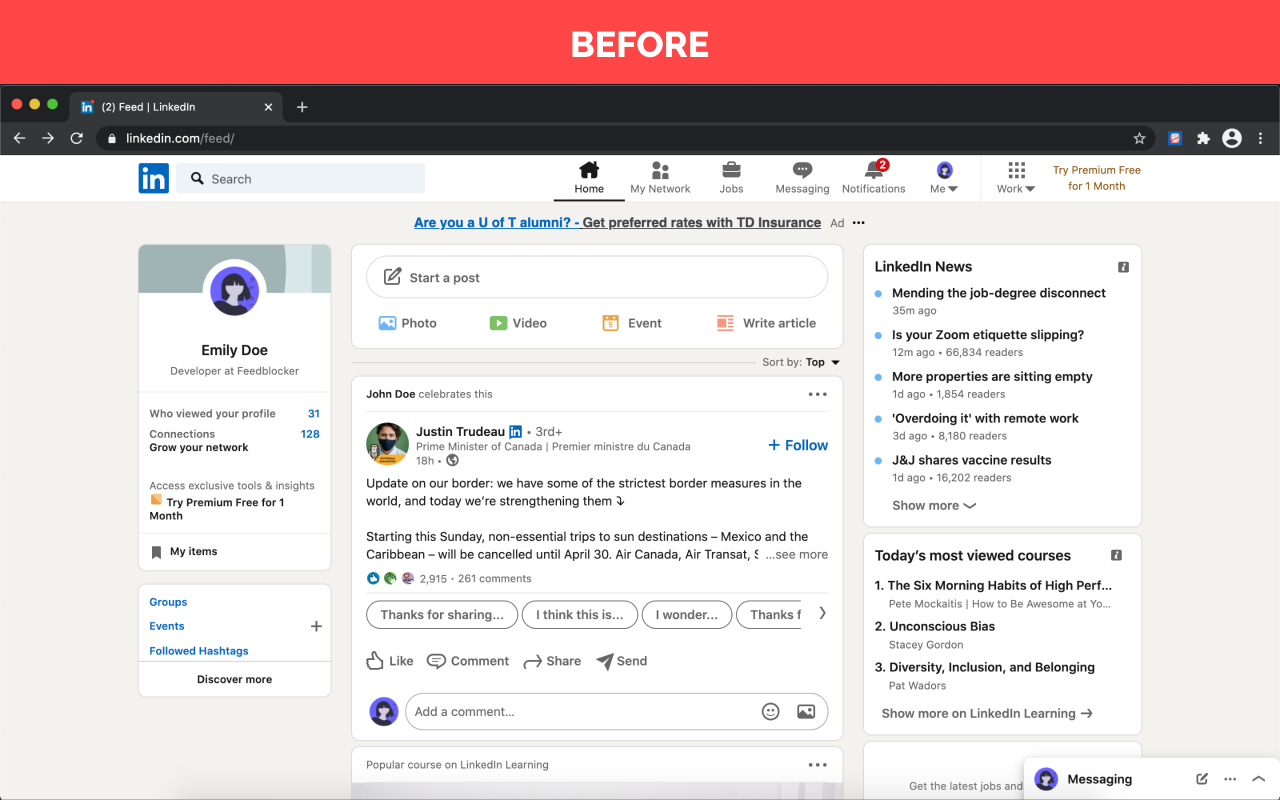 BEFORE
(2) Feed | LinkedIn
linkedin.com/feed/
in
Search
Home
My Network
Jobs
Messaging
2
Notifications
Me
Work
Try Premium Free
for 1 Month
Are you a U of T alumni? - Get preferred rates with TD Insurance Ad
Emily Doe
Developer at Feedblocker
Who viewed your profile 31
Connections 128
Grow your network
Access exclusive tools & insights
Try Premium Free for 1
Month
My items
Groups
Events
Followed Hashtags
Discover more
Start a post
Photo
Video
Event
Write article
Sort by: Top
John Doe celebrates this
Justin Trudeau in • 3rd+
Prime Minister of Canada | Premier ministre du Canada
18h •
+ Follow
Update on our border: we have some of the strictest border measures in the
world, and today we're strengthening them ⤵
Starting this Sunday, non-essential trips to sun destinations – Mexico and the
Caribbean – will be cancelled until April 30. Air Canada, Air Transat, S ...see more
2,915 · 261 comments
Thanks for sharing...
I think this is...
I wonder...
Thanks f
Like
Comment
Share
Send
Add a comment...
Popular course on LinkedIn Learning
LinkedIn News
Mending the job-degree disconnect
35m ago
Is your Zoom etiquette slipping?
12m ago • 66,834 readers
More properties are sitting empty
1d ago • 1,854 readers
'Overdoing it' with remote work
3d ago • 8,180 readers
J&J shares vaccine results
1d ago • 16,202 readers
Show more
Today's most viewed courses
1. The Six Morning Habits of High Perf...
Pete Mockaitis | How to Be Awesome at Yo...
2. Unconscious Bias
Stacey Gordon
3. Diversity, Inclusion, and Belonging
Pat Wadors
Show more on LinkedIn Learning →
Get the latest jobs and
Messaging